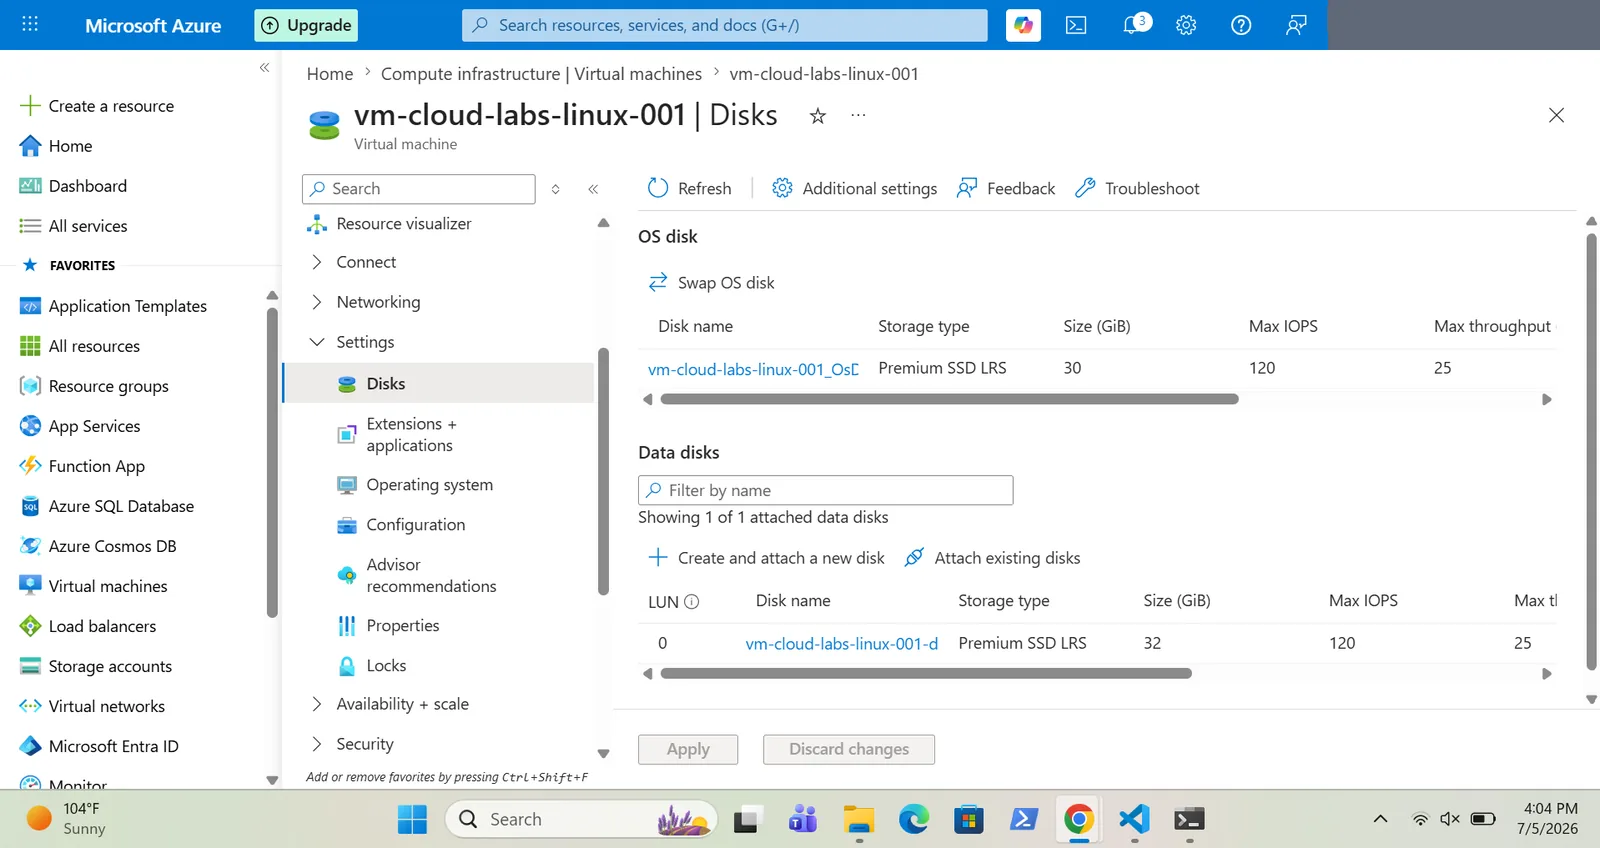 Microsoft Azure
Upgrade
Search resources, services, and docs (G+/)
3
Create a resource
Home
Dashboard
All services
FAVORITES
Application Templates
All resources
Resource groups
App Services
Function App
Azure SQL Database
Azure Cosmos DB
Virtual machines
Load balancers
Storage accounts
Virtual networks
Microsoft Entra ID
Monitor
Home > Compute infrastructure | Virtual machines > vm-cloud-labs-linux-001
vm-cloud-labs-linux-001 | Disks
Virtual machine
Search
Resource visualizer
Connect
Networking
Settings
Disks
Extensions +
applications
Operating system
Configuration
Advisor
recommendations
Properties
Locks
Availability + scale
Security
Add or remove favorites by pressing Ctrl+Shift+F
Refresh
Additional settings
Feedback
Troubleshoot
OS disk
Swap OS disk
Disk name Storage type Size (GiB) Max IOPS Max throughput
vm-cloud-labs-linux-001_OsD Premium SSD LRS 30 120 25
Data disks
Filter by name
Showing 1 of 1 attached data disks
Create and attach a new disk
Attach existing disks
LUN Disk name Storage type Size (GiB) Max IOPS Max
0 vm-cloud-labs-linux-001-d Premium SSD LRS 32 120 25
Apply
Discard changes
104°F
Sunny
Search
4:04 PM
7/5/2026